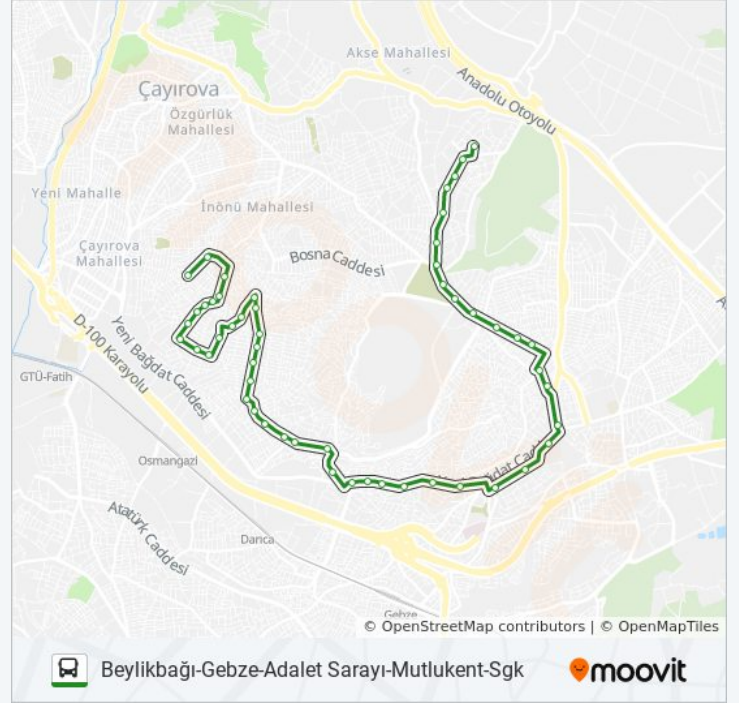 Akse Mahallesi
Anadolu Otoyolu
Çayırova
Özgürlük
Mahallesi
Yeni Mahalle
İnönü Mahallesi
Çayırova
Mahallesi
Bosna Caddesi
D-100 Karayolu
Yeni Bağdat Caddesi
GTÜ-Fatih
Osmangazi
Atatürk Caddesi
Darıca
Gebze
© OpenStreetMap contributors | © OpenMapTiles
Beylikbağı-Gebze-Adalet Sarayı-Mutlukent-Sgk
moovit